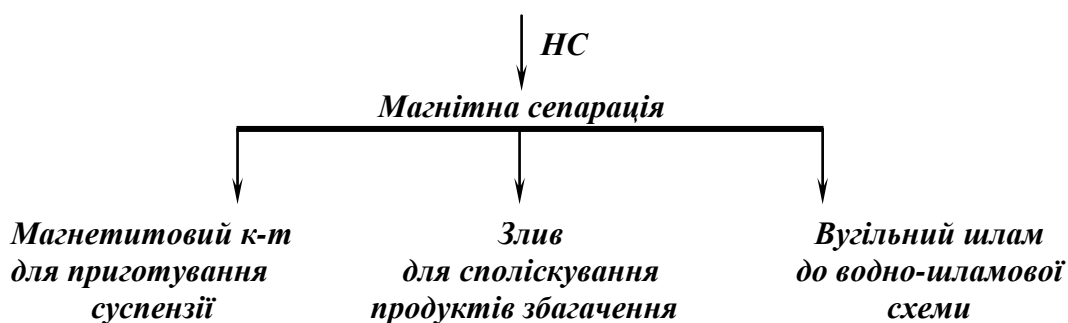 НС
Магнітна сепарація
Магнетитовий к-т
для приготування
суспензії
Злив
для споліскування
продуктів збагачення
Вугільний шлам
до водно-шламової
схеми